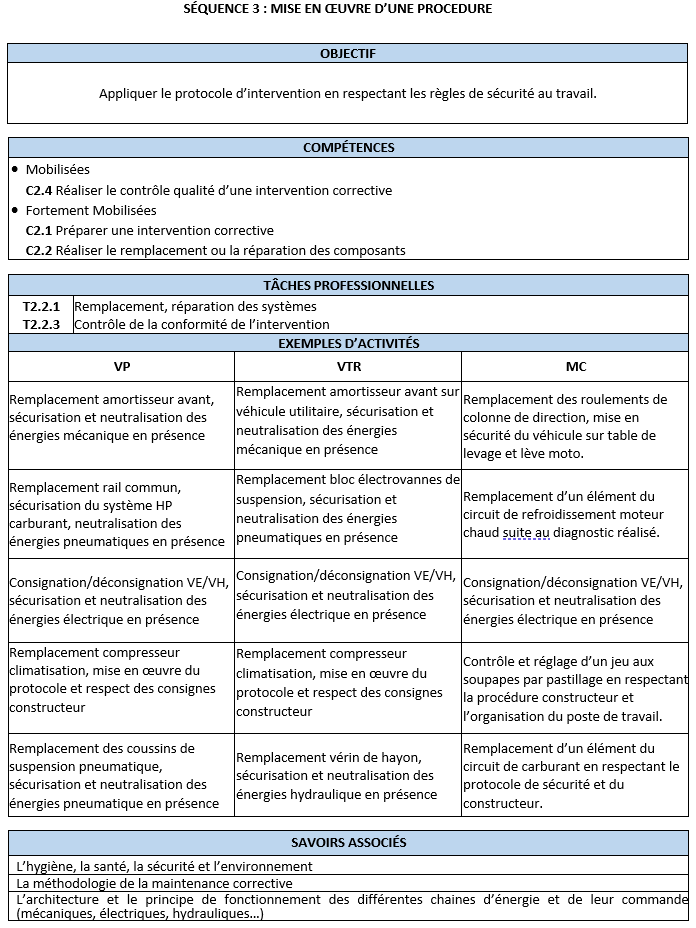 SÉQUENCE 3 : MISE EN ŒUVRE D'UNE PROCEDURE
OBJECTIF
Appliquer le protocole d'intervention en respectant les règles de sécurité au travail.
COMPÉTENCES
• Mobilisées
C2.4 Réaliser le contrôle qualité d'une intervention corrective
• Fortement Mobilisées
C2.1 Préparer une intervention corrective
C2.2 Réaliser le remplacement ou la réparation des composants
TÂCHES PROFESSIONNELLES
T2.2.1 Remplacement, réparation des systèmes
T2.2.3 Contrôle de la conformité de l'intervention
EXEMPLES D'ACTIVITÉS
VP
VTR
MC
Remplacement amortisseur avant,
sécurisation et neutralisation des
énergies mécanique en présence
Remplacement amortisseur avant sur
véhicule utilitaire, sécurisation et
neutralisation des énergies
mécanique en présence
Remplacement des roulements de
colonne de direction, mise en
sécurité du véhicule sur table de
levage et lève moto.
Remplacement rail commun,
sécurisation du système HP
carburant, neutralisation des
énergies pneumatiques en présence
Remplacement bloc électrovannes de
suspension, sécurisation et
neutralisation des énergies
pneumatiques en présence
Remplacement d'un élément du
circuit de refroidissement moteur
chaud suite au diagnostic réalisé.
Consignation/déconsignation VE/VH,
sécurisation et neutralisation des
énergies électrique en présence
Consignation/déconsignation VE/VH,
sécurisation et neutralisation des
énergies électrique en présence
Consignation/déconsignation VE/VH,
sécurisation et neutralisation des
énergies électrique en présence
Remplacement compresseur
climatisation, mise en œuvre du
protocole et respect des consignes
constructeur
Remplacement compresseur
climatisation, mise en œuvre du
protocole et respect des consignes
constructeur
Contrôle et réglage d'un jeu aux
soupapes par pastillage en respectant
la procédure constructeur et
l'organisation du poste de travail.
Remplacement des coussins de
suspension pneumatique,
sécurisation et neutralisation des
énergies pneumatique en présence
Remplacement vérin de hayon,
sécurisation et neutralisation des
énergies hydraulique en présence
Remplacement d'un élément du
circuit de carburant en respectant le
protocole de sécurité et du
constructeur.
SAVOIRS ASSOCIÉS
L'hygiène, la santé, la sécurité et l'environnement
La méthodologie de la maintenance corrective
L'architecture et le principe de fonctionnement des différentes chaines d'énergie et de leur commande
(mécaniques, électriques, hydrauliques…)